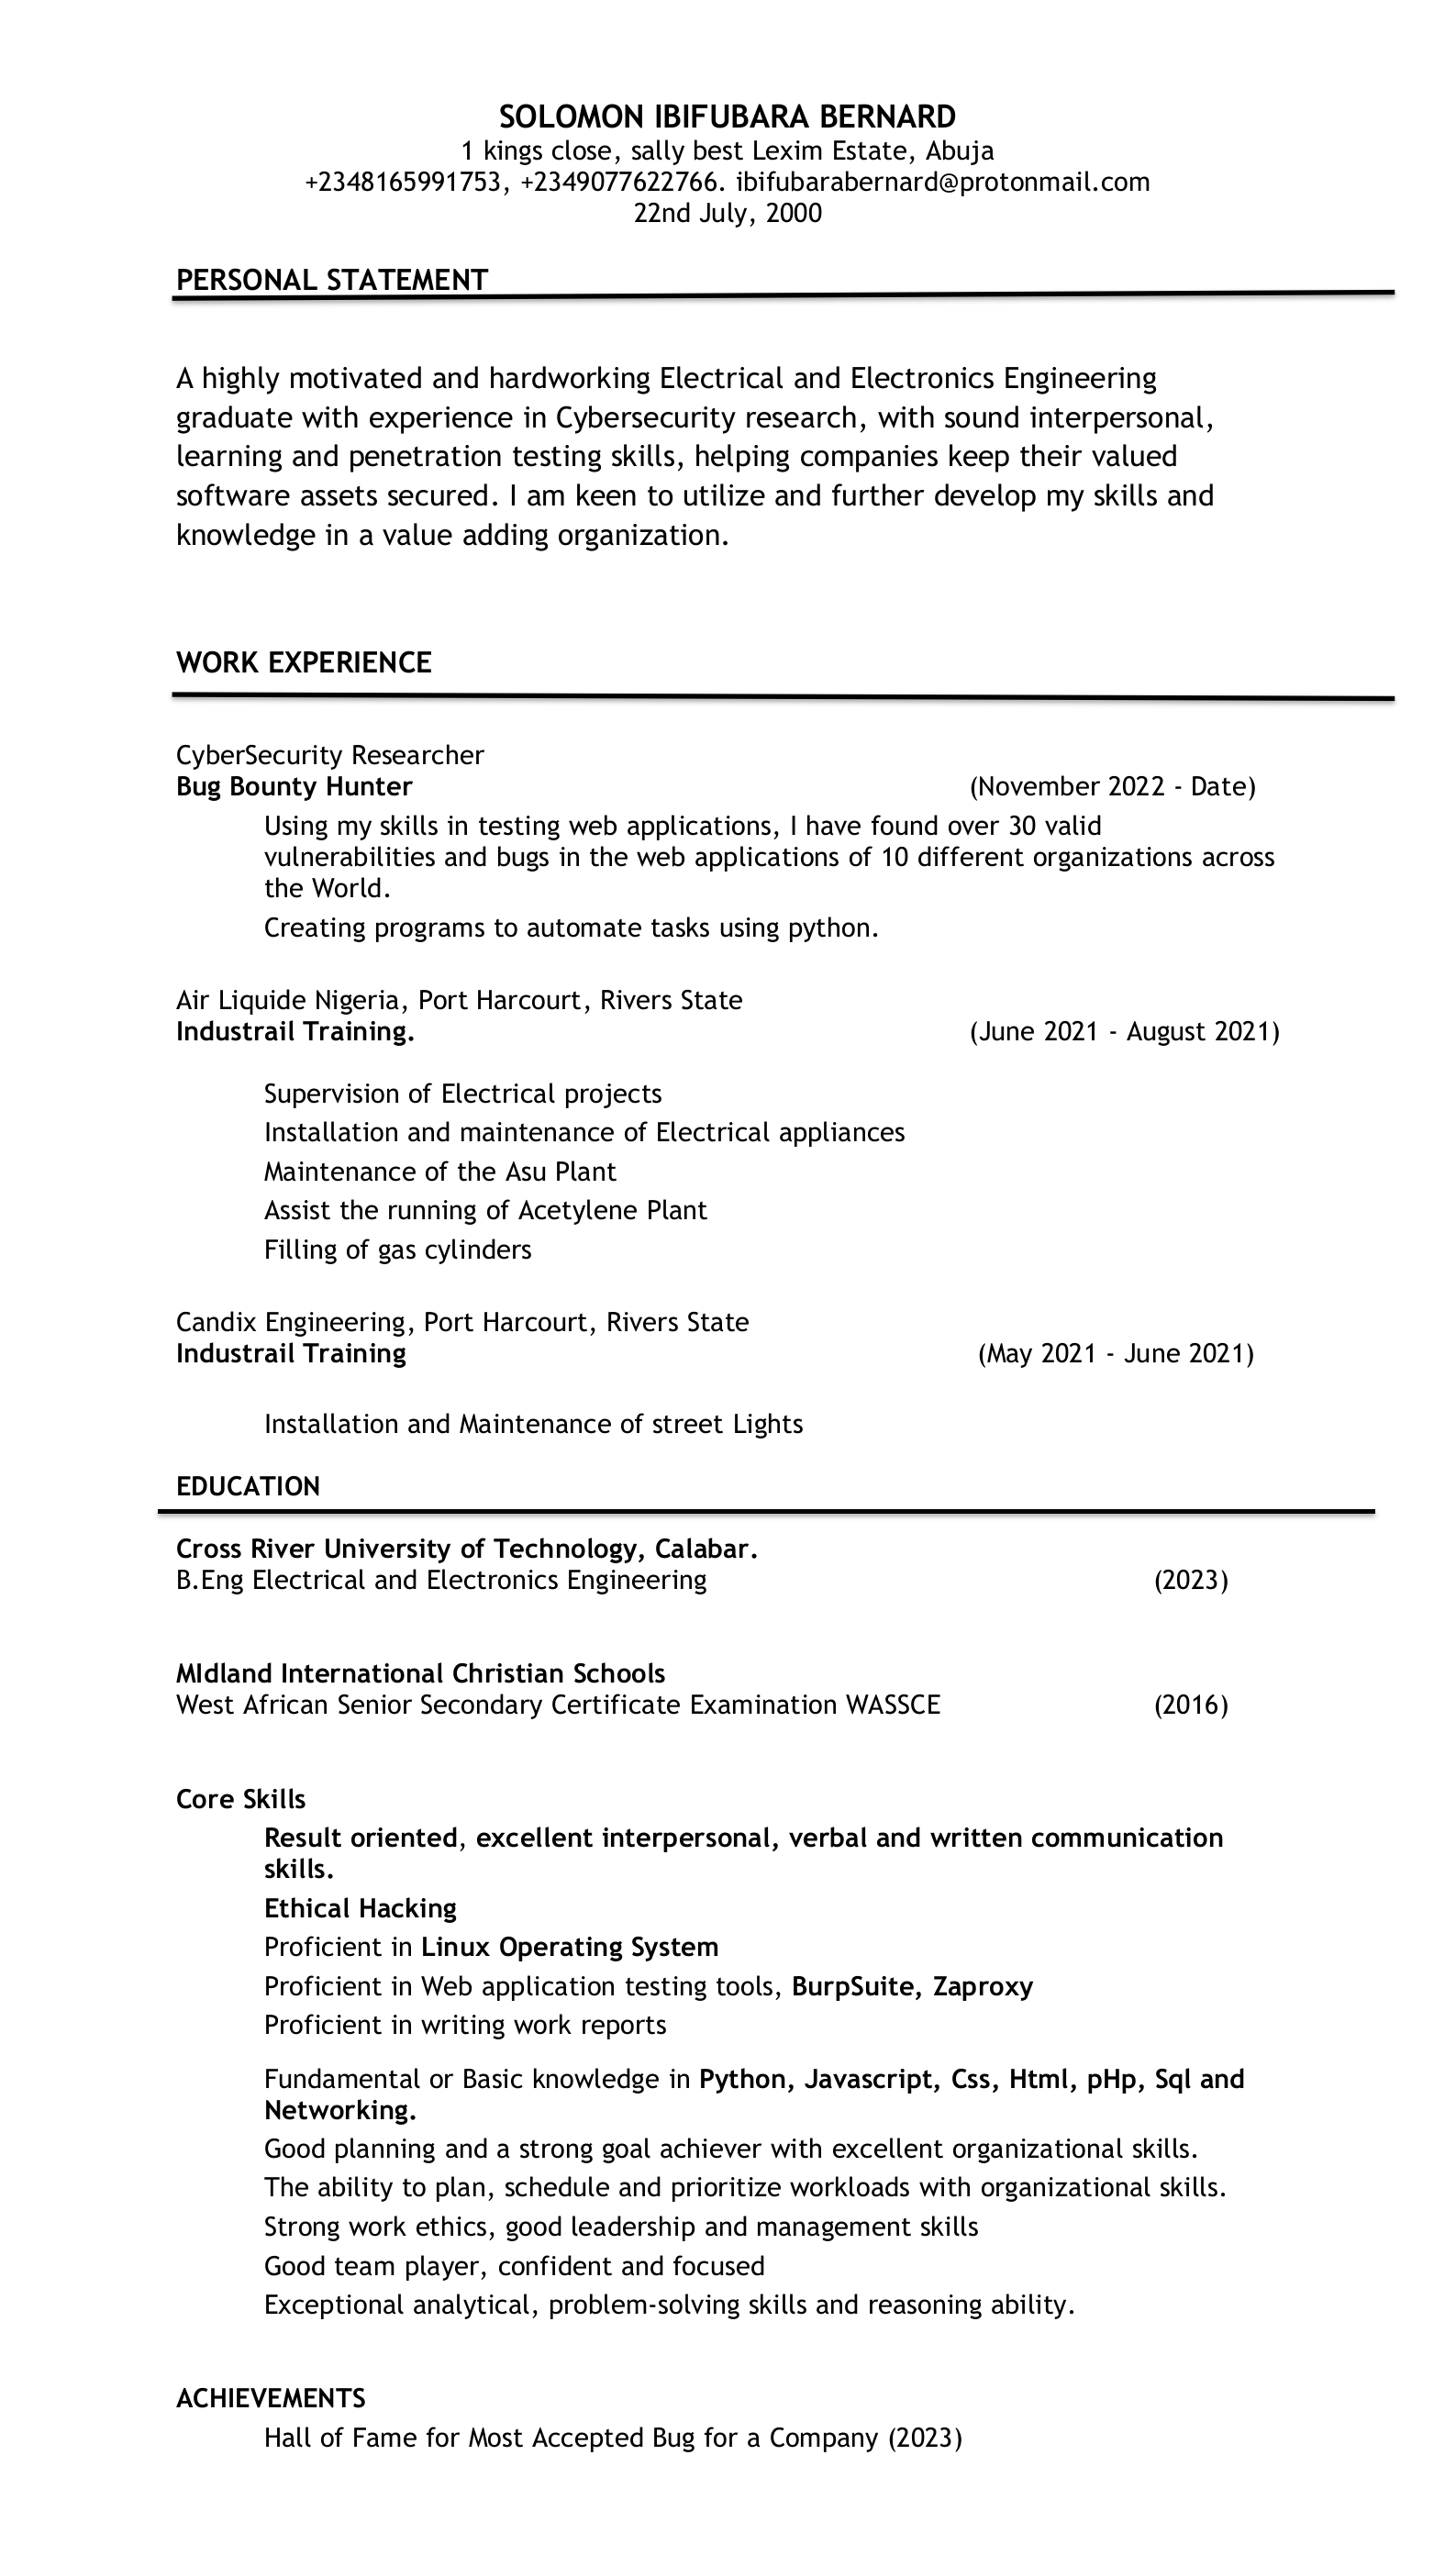 SOLOMON IBIFUBARA BERNARD
1 kings close, sally best Lexim Estate, Abuja
+2348165991753, +2349077622766. ibifubarabernard@protonmail.com
22nd July, 2000
PERSONAL STATEMENT
A highly motivated and hardworking Electrical and Electronics Engineering
graduate with experience in Cybersecurity research, with sound interpersonal,
learning and penetration testing skills, helping companies keep their valued
software assets secured. I am keen to utilize and further develop my skills and
knowledge in a value adding organization.
WORK EXPERIENCE
CyberSecurity Researcher
Bug Bounty Hunter (November 2022 - Date)
Using my skills in testing web applications, I have found over 30 valid
vulnerabilities and bugs in the web applications of 10 different organizations across
the World.
Creating programs to automate tasks using python.
Air Liquide Nigeria, Port Harcourt, Rivers State
Industrail Training. (June 2021 - August 2021)
Supervision of Electrical projects
Installation and maintenance of Electrical appliances
Maintenance of the Asu Plant
Assist the running of Acetylene Plant
Filling of gas cylinders
Candix Engineering, Port Harcourt, Rivers State
Industrail Training (May 2021 - June 2021)
Installation and Maintenance of street Lights
EDUCATION
Cross River University of Technology, Calabar.
B.Eng Electrical and Electronics Engineering (2023)
MIdland International Christian Schools
West African Senior Secondary Certificate Examination WASSCE (2016)
Core Skills
Result oriented, excellent interpersonal, verbal and written communication
skills.
Ethical Hacking
Proficient in Linux Operating System
Proficient in Web application testing tools, BurpSuite, Zaproxy
Proficient in writing work reports
Fundamental or Basic knowledge in Python, Javascript, Css, Html, pHp, Sql and
Networking.
Good planning and a strong goal achiever with excellent organizational skills.
The ability to plan, schedule and prioritize workloads with organizational skills.
Strong work ethics, good leadership and management skills
Good team player, confident and focused
Exceptional analytical, problem-solving skills and reasoning ability.
ACHIEVEMENTS
Hall of Fame for Most Accepted Bug for a Company (2023)